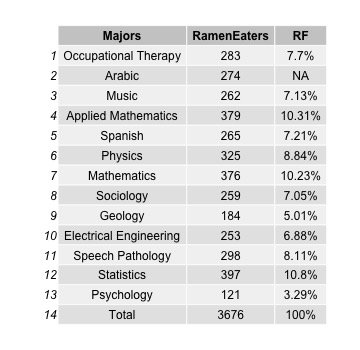 Majors RamenEaters RF
1 Occupational Therapy 283 7.7%
2 Arabic 274 NA
3 Music 262 7.13%
4 Applied Mathematics 379 10.31%
5 Spanish 265 7.21%
6 Physics 325 8.84%
7 Mathematics 376 10.23%
8 Sociology 259 7.05%
9 Geology 184 5.01%
10 Electrical Engineering 253 6.88%
11 Speech Pathology 298 8.11%
12 Statistics 397 10.8%
13 Psychology 121 3.29%
14 Total 3676 100%